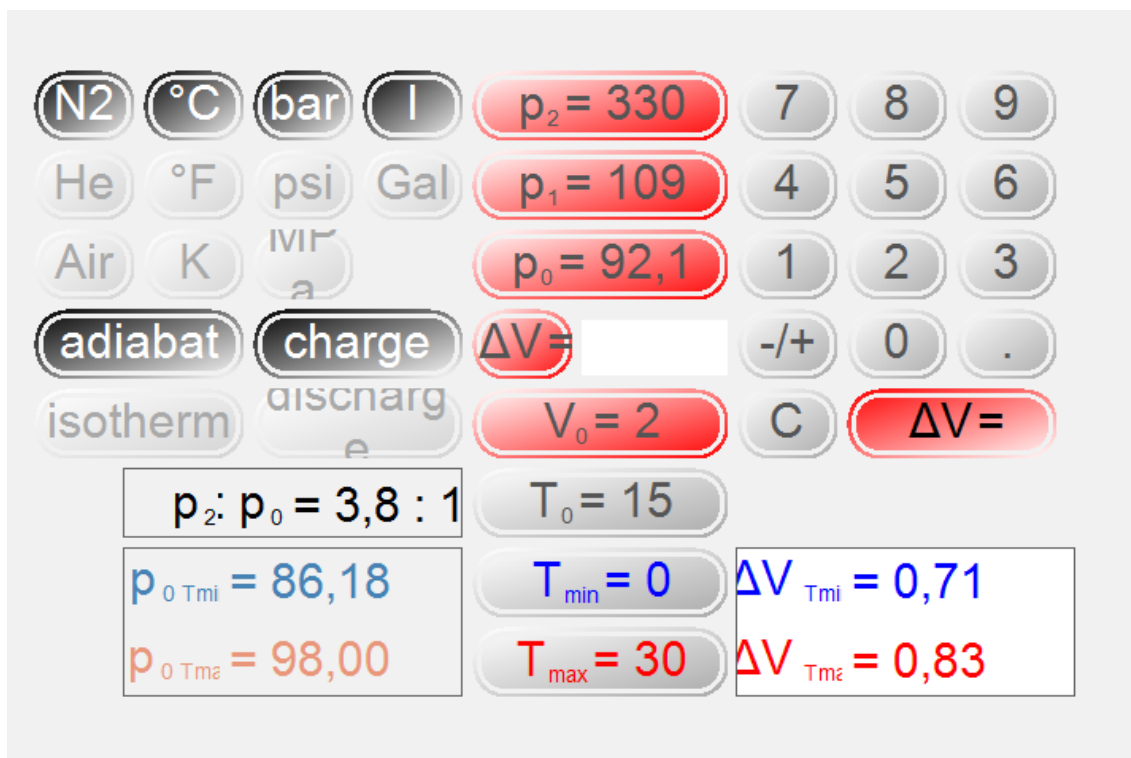 N2 °C bar l p2 = 330 7 8 9
He °F psi Gal p1 = 109 4 5 6
Air K MPa p0 = 92,1 1 2 3
adiabat charge ΔV= -/+ 0 .
isotherm discharge V0 = 2 C ΔV=
p2: p0 = 3,8 : 1 T0 = 15
p0 Tmi = 86,18 Tmin = 0 ΔV Tmi = 0,71
p0 Tma = 98,00 Tmax = 30 ΔV Tma = 0,83